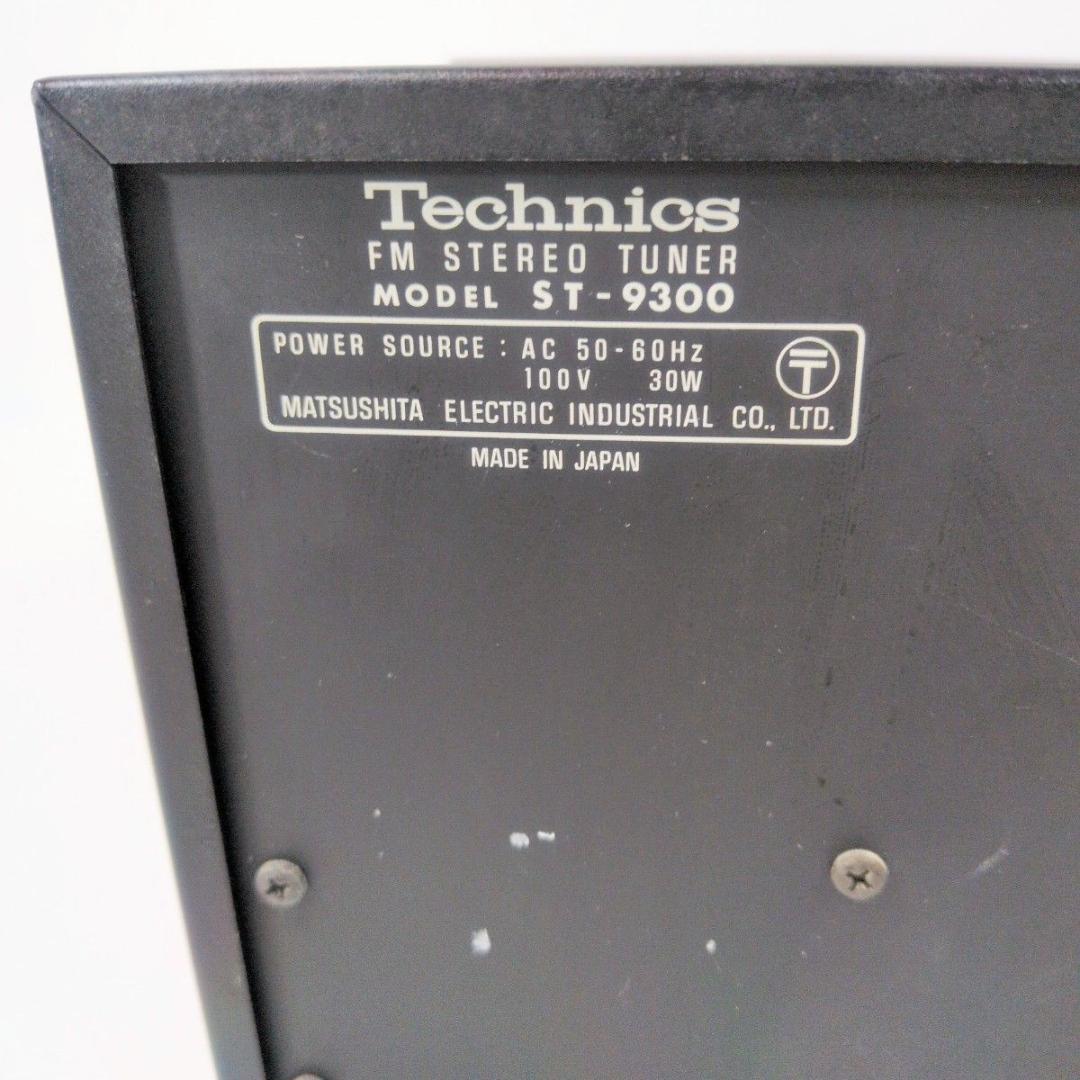 Technics
FM STEREO TUNER
MODEL ST-9300
POWER SOURCE : AC 50-60Hz
100V 30W
〒
MATSUSHITA ELECTRIC INDUSTRIAL CO., LTD.
MADE IN JAPAN